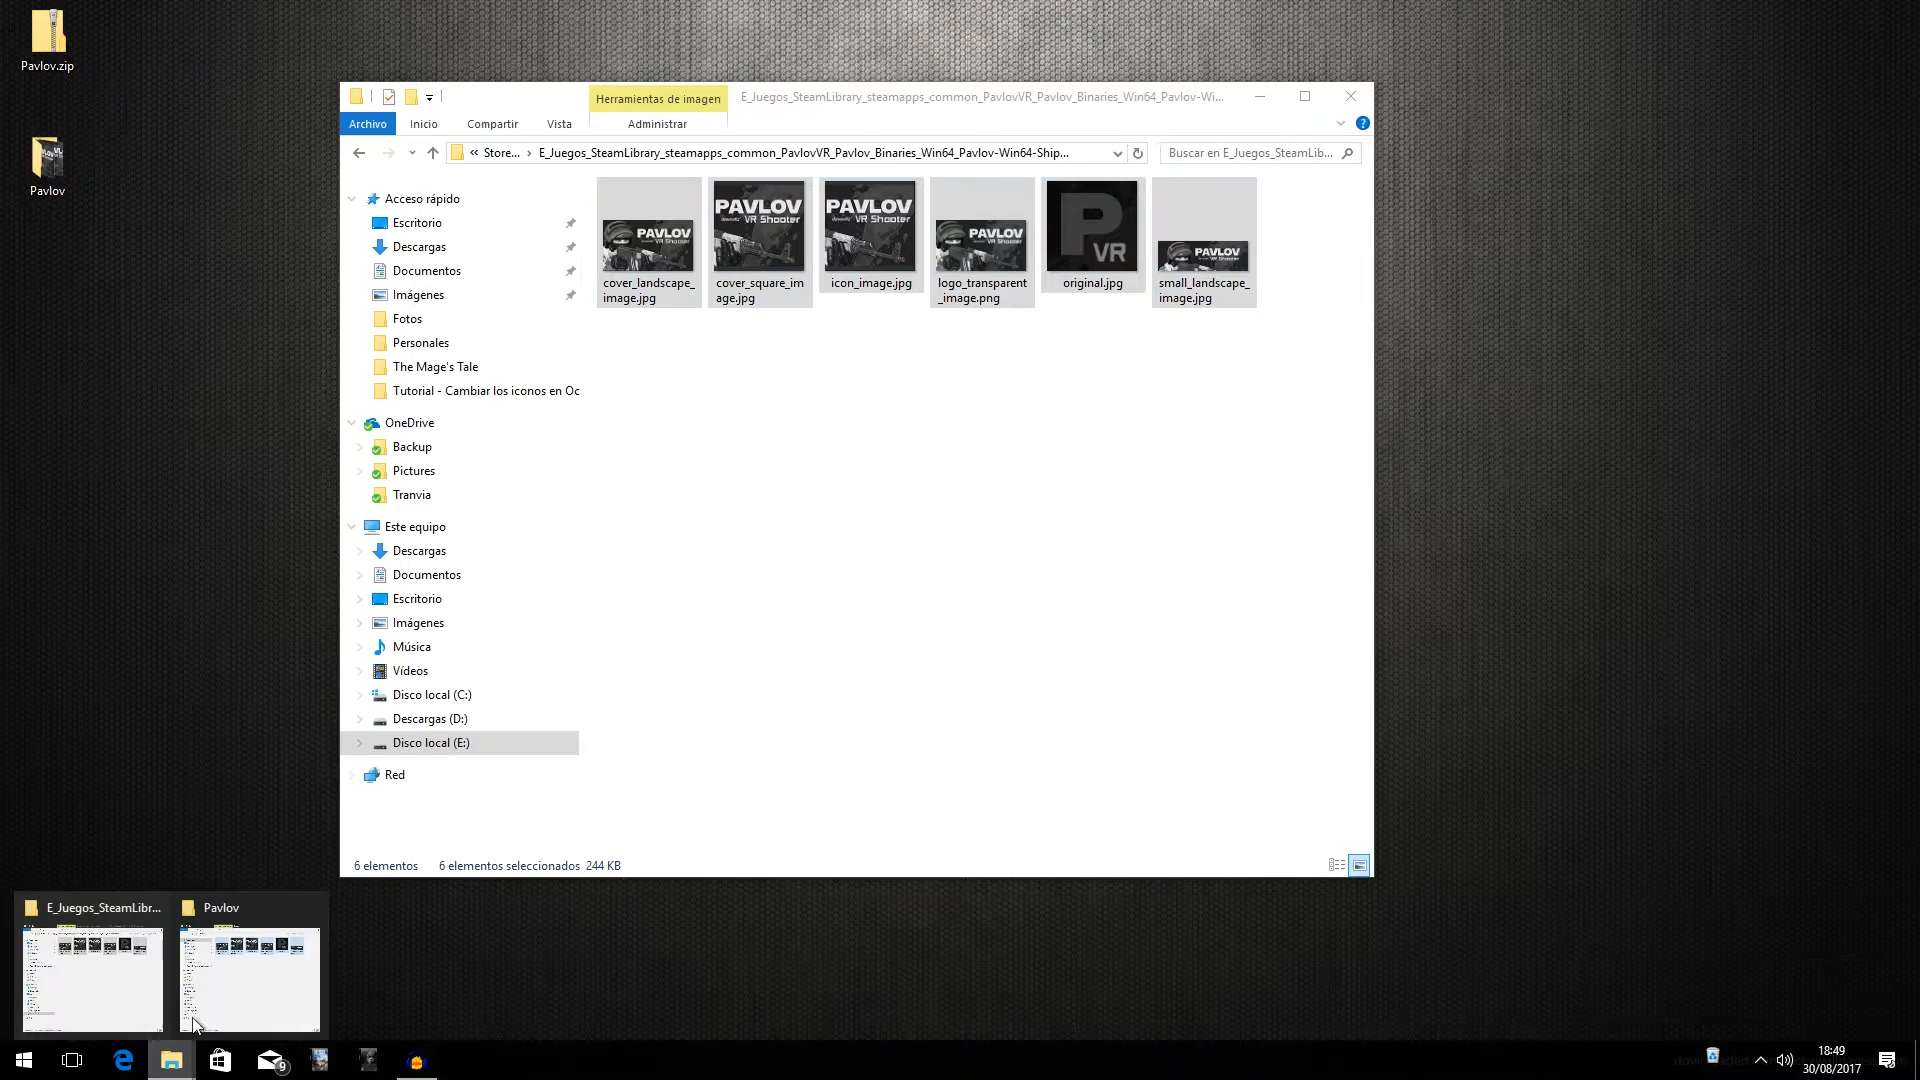 Pavlov.zip
Pavlov
Herramientas de imagen
E_Juegos_SteamLibrary_steamapps_common_PavlovVR_Pavlov_Binaries_Win64_Pavlov-Wi...
Archivo
Inicio
Compartir
Vista
Administrar
« Store... › E_Juegos_SteamLibrary_steamapps_common_PavlovVR_Pavlov_Binaries_Win64_Pavlov-Win64-Ship...
Buscar en E_Juegos_SteamLib...
Acceso rápido
Escritorio
Descargas
Documentos
Imágenes
Fotos
Personales
The Mage's Tale
Tutorial - Cambiar los iconos en Oc
OneDrive
Backup
Pictures
Tranvia
Este equipo
Descargas
Documentos
Escritorio
Imágenes
Música
Vídeos
Disco local (C:)
Descargas (D:)
Disco local (E:)
Red
PAVLOV
VR Shooter
cover_landscape_
image.jpg
PAVLOV
VR Shooter
cover_square_im
age.jpg
PAVLOV
VR Shooter
icon_image.jpg
PAVLOV
VR Shooter
logo_transparent
_image.png
P
VR
original.jpg
PAVLOV
VR Shooter
small_landscape_
image.jpg
6 elementos
6 elementos seleccionados 244 KB
E_Juegos_SteamLibr...
Pavlov
9
18:49
30/08/2017